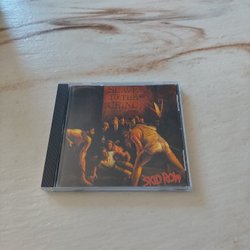 SLAVE
TO THE
GRIND
SKID ROW